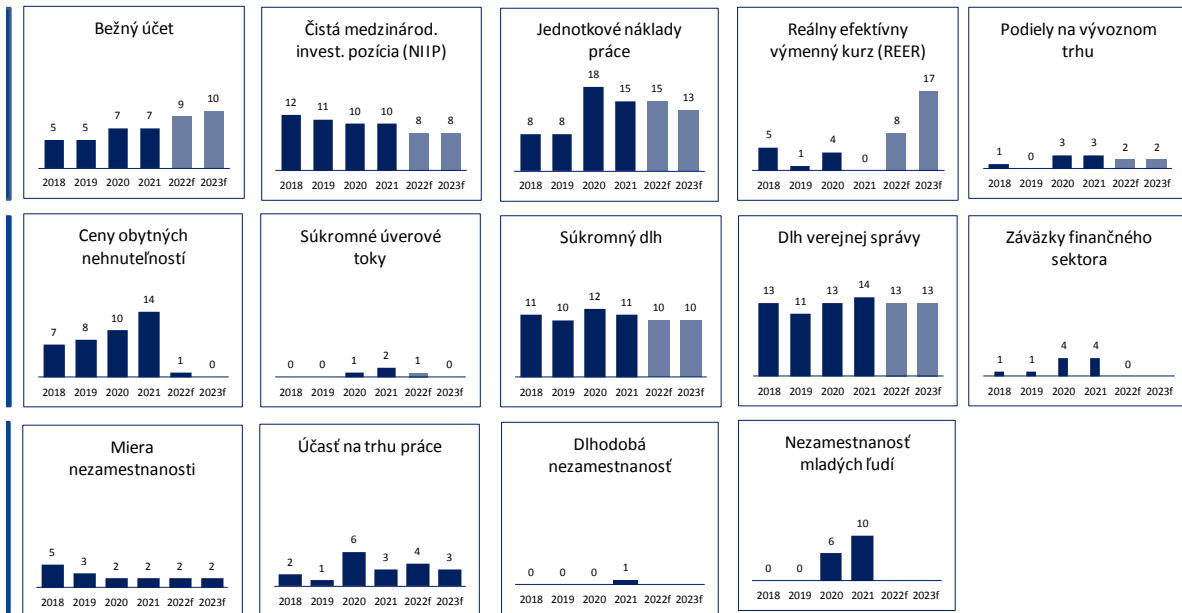 Bežný účet
5 5 7 7 9 10
2018 2019 2020 2021 2022f 2023f
Čistá medzinárod.
invest. pozícia (NIIP)
12 11 10 10 8 8
2018 2019 2020 2021 2022f 2023f
Jednotkové náklady
práce
8 8 18 15 15 13
2018 2019 2020 2021 2022f 2023f
Reálny efektívny
výmenný kurz (REER)
5 1 4 0 8 17
2018 2019 2020 2021 2022f 2023f
Podiely na vývoznom
trhu
1 0 3 3 2 2
2018 2019 2020 2021 2022f 2023f
Ceny obytných
nehnuteľností
7 8 10 14 1 0
2018 2019 2020 2021 2022f 2023f
Súkromné úverové
toky
0 0 1 2 1 0
2018 2019 2020 2021 2022f 2023f
Súkromný dlh
11 10 12 11 10 10
2018 2019 2020 2021 2022f 2023f
Dlh verejnej správy
13 11 13 14 13 13
2018 2019 2020 2021 2022f 2023f
Záväzky finančného
sektora
1 1 4 4 0
2018 2019 2020 2021 2022f 2023f
Miera
nezamestnanosti
5 3 2 2 2 2
2018 2019 2020 2021 2022f 2023f
Účasť na trhu práce
2 1 6 3 4 3
2018 2019 2020 2021 2022f 2023f
Dlhodobá
nezamestnanosť
0 0 0 1
2018 2019 2020 2021 2022f 2023f
Nezamestnanosť
mladých ľudí
0 0 6 10
2018 2019 2020 2021 2022f 2023f